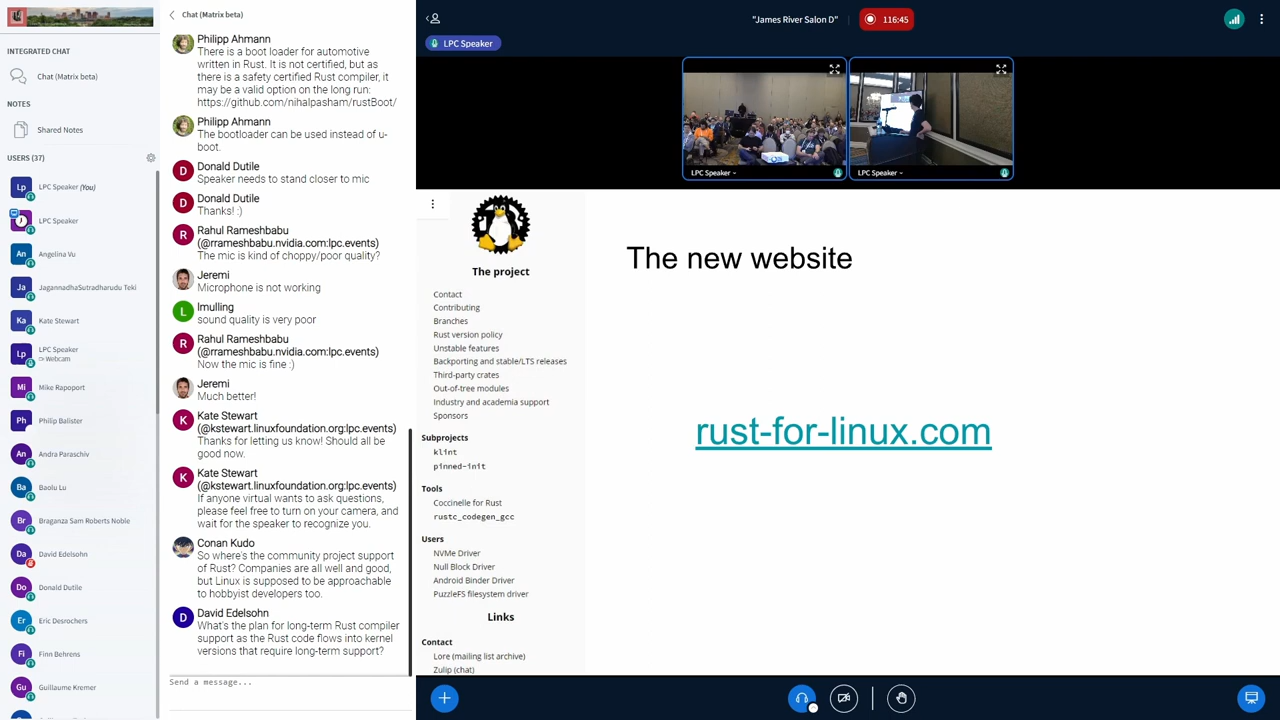 INTEGRATED CHAT
Chat (Matrix beta)
NOTES
Shared Notes
USERS (37)
Lp
LPC Speaker (You)
LPC Speaker
An
Angelina Vu
Ja
JagannadhaSutradharudu Teki
Ka
Kate Stewart
Lp
LPC Speaker
Webcam
Mi
Mike Rapoport
Ph
Philip Balister
An
Andra Paraschiv
Ba
Baolu Lu
Br
Braganza Sam Roberts Noble
Da
David Edelsohn
Do
Donald Dutile
Er
Eric Desrochers
Fi
Finn Behrens
Gu
Guillaume Kremer
Chat (Matrix beta)
Philipp Ahmann
There is a boot loader for automotive
written in Rust. It is not certified, but as
there is a safety certified Rust compiler, it
may be a valid option on the long run:
https://github.com/nihalpasham/rustBoot/
Philipp Ahmann
The bootloader can be used instead of u-
boot.
D
Donald Dutile
Speaker needs to stand closer to mic
D
Donald Dutile
Thanks! :)
R
Rahul Rameshbabu
(@rrameshbabu.nvidia.com:lpc.events)
The mic is kind of choppy/poor quality?
Jeremi
Microphone is not working
L
lmulling
sound quality is very poor
R
Rahul Rameshbabu
(@rrameshbabu.nvidia.com:lpc.events)
Now the mic is fine :)
Jeremi
Much better!
K
Kate Stewart
(@kstewart.linuxfoundation.org:lpc.events)
Thanks for letting us know! Should all be
good now.
K
Kate Stewart
(@kstewart.linuxfoundation.org:lpc.events)
If anyone virtual wants to ask questions,
please feel free to turn on your camera, and
wait for the speaker to recognize you.
Conan Kudo
So where's the community project support
of Rust? Companies are all well and good,
but Linux is supposed to be approachable
to hobbyist developers too.
D
David Edelsohn
What's the plan for long-term Rust compiler
support as the Rust code flows into kernel
versions that require long-term support?
Send a message...
"James River Salon D"
116:45
LPC Speaker
LPC Speaker
LPC Speaker
The project
Contact
Contributing
Branches
Rust version policy
Unstable features
Backporting and stable/LTS releases
Third-party crates
Out-of-tree modules
Industry and academia support
Sponsors
Subprojects
klint
pinned-init
Tools
Coccinelle for Rust
rustc_codegen_gcc
Users
NVMe Driver
Null Block Driver
Android Binder Driver
PuzzleFS filesystem driver
Links
Contact
Lore (mailing list archive)
Zulip (chat)
The new website
rust-for-linux.com